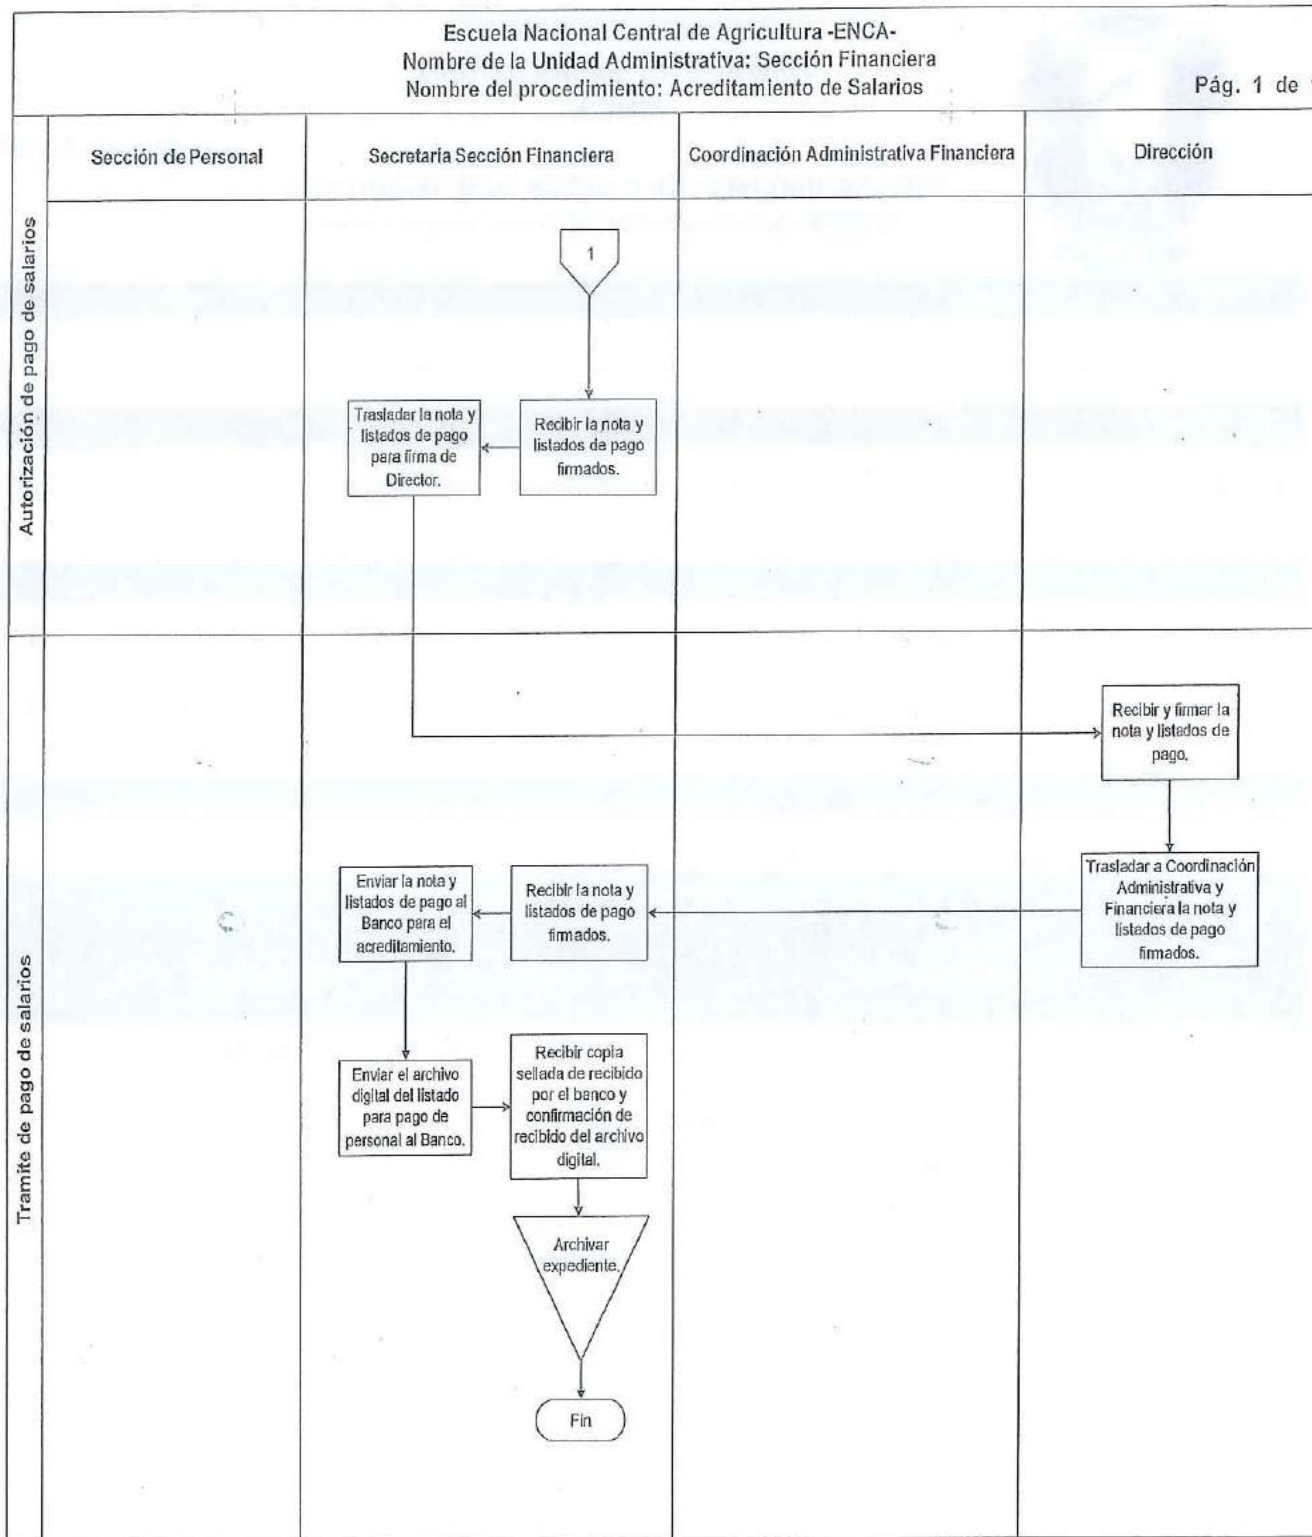 Escuela Nacional Central de Agricultura -ENCA-
Nombre de la Unidad Administrativa: Sección Financiera
Nombre del procedimiento: Acreditamiento de Salarios
Pág. 1 de
Sección de Personal
Secretaria Sección Financiera
Coordinación Administrativa Financiera
Dirección
Autorización de pago de salarios
1
Recibir la nota y
listados de pago
firmados.
Trasladar la nota y
listados de pago
para firma de
Director.
Tramite de pago de salarios
Recibir y firmar la
nota y listados de
pago.
Trasladar a Coordinación
Administrativa y
Financiera la nota y
listados de pago
firmados.
Recibir la nota y
listados de pago
firmados.
Enviar la nota y
listados de pago al
Banco para el
acreditamiento.
Enviar el archivo
digital del listado
para pago de
personal al Banco.
Recibir copia
sellada de recibido
por el banco y
confirmación de
recibido del archivo
digital.
Archivar
expediente.
Fin